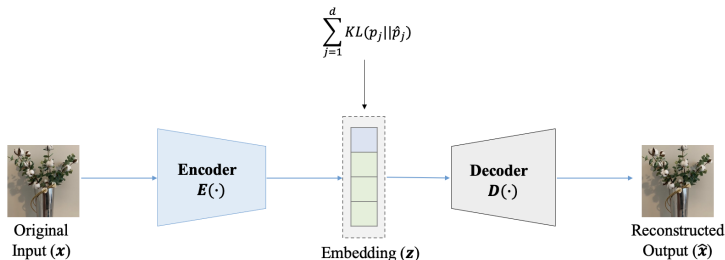 ∑_{j=1}^{d} KL(p_j||p̂_j)
Encoder
E(·)
Decoder
D(·)
Original
Input (x)
Embedding (z)
Reconstructed
Output (x̂)